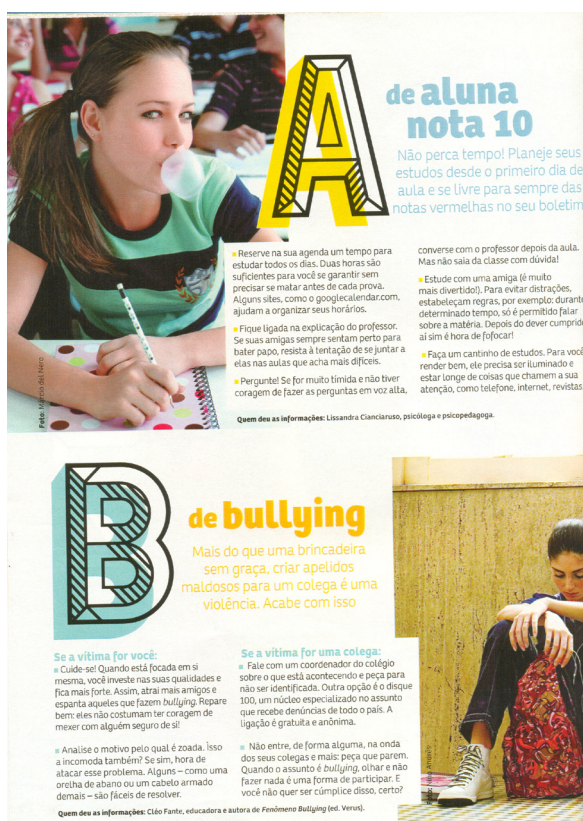 A
de aluna
nota 10
Não perca tempo! Planeje seus
estudos desde o primeiro dia de
aula e se livre para sempre das
notas vermelhas no seu boletim
Reserve na sua agenda um tempo para
estudar todos os dias. Duas horas são
suficientes para você se garantir sem
precisar se matar antes de cada prova.
Alguns sites, como o googlecalendar.com,
ajudam a organizar seus horários.
Fique ligada na explicação do professor.
Se suas amigas sempre sentam perto para
bater papo, resista à tentação de se juntar a
elas nas aulas que acha mais difíceis.
Pergunte! Se for muito tímida e não tiver
coragem de fazer as perguntas em voz alta,
converse com o professor depois da aula.
Mas não saia da classe com dúvida!
Estude com uma amiga (é muito
mais divertido!). Para evitar distrações,
estabeleçam regras, por exemplo: durante
determinado tempo, só é permitido falar
sobre a matéria. Depois do dever cumprido
aí sim é hora de fofocar!
Faça um cantinho de estudos. Para você
render bem, ele precisa ser iluminado e
estar longe de coisas que chamem a sua
atenção, como telefone, internet, revistas
Foto: Marcio del Nero
Quem deu as informações: Lissandra Cianciaruso, psicóloga e psicopedagoga.
B
de bullying
Mais do que uma brincadeira
sem graça, criar apelidos
maldosos para um colega é uma
violência. Acabe com isso
Se a vítima for você:
Cuide-se! Quando está focada em si
mesma, você investe nas suas qualidades e
fica mais forte. Assim, atrai mais amigos e
espanta aqueles que fazem bullying. Repare
bem: eles não costumam ter coragem de
mexer com alguém seguro de si!
Analise o motivo pelo qual é zoada. Isso
a incomoda também? Se sim, hora de
atacar esse problema. Alguns – como uma
orelha de abano ou um cabelo armado
demais – são fáceis de resolver.
Se a vítima for uma colega:
Fale com um coordenador do colégio
sobre o que está acontecendo e peça para
não ser identificada. Outra opção é o disque
100, um núcleo especializado no assunto
que recebe denúncias de todo o país. A
ligação é gratuita e anônima.
Não entre, de forma alguma, na onda
dos seus colegas e mais: peça que parem.
Quando o assunto é bullying, olhar e não
fazer nada é uma forma de participar. E
você não quer ser cúmplice disso, certo?
Quem deu as informações: Cléo Fante, educadora e autora de Fenômeno Bullying (ed. Verus).